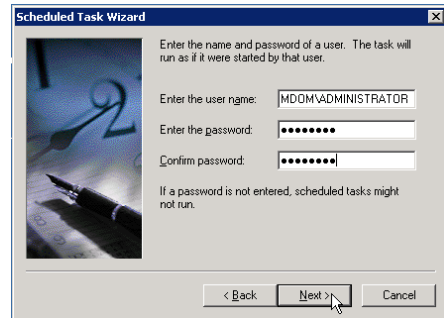 Scheduled Task Wizard
Enter the name and password of a user. The task will
run as if it were started by that user.
Enter the user name: MDOM\ADMINISTRATOR
Enter the password: ●●●●●●●●
Confirm password: ●●●●●●●●
If a password is not entered, scheduled tasks might
not run.
< Back Next > Cancel